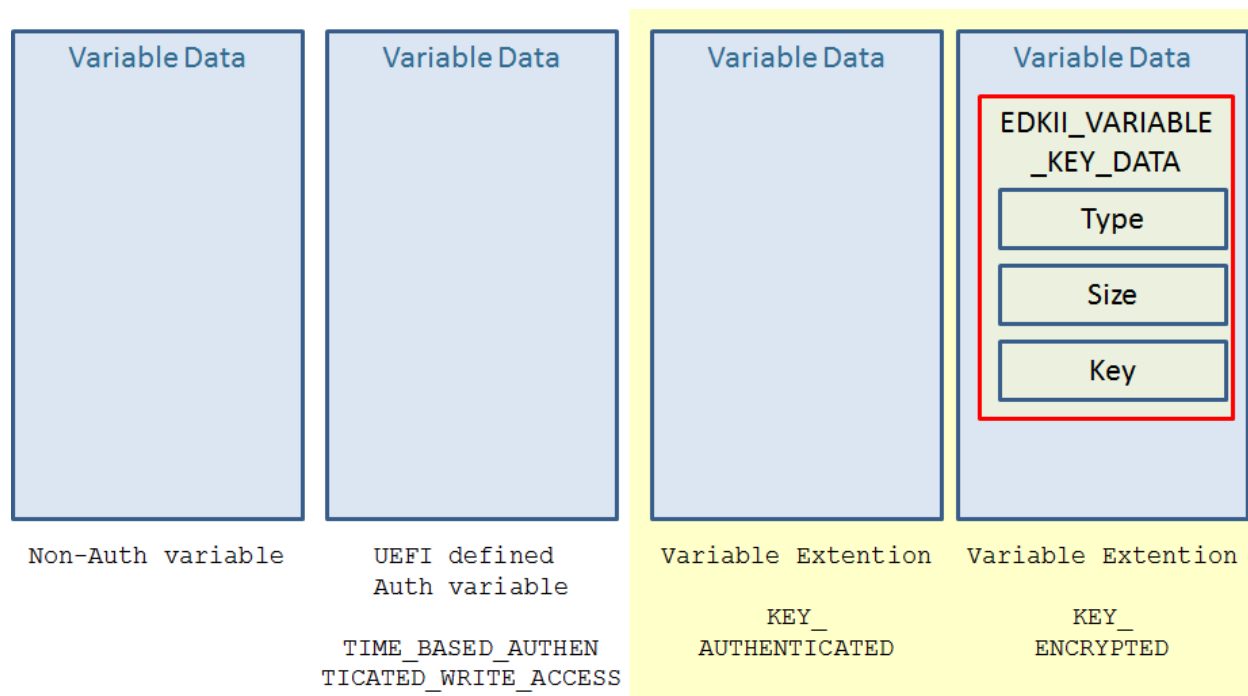 Variable Data
Variable Data
Variable Data
Variable Data
EDKII_VARIABLE
_KEY_DATA
Type
Size
Key
Non-Auth variable
UEFI defined
Auth variable
TIME_BASED_AUTHEN
TICATED_WRITE_ACCESS
Variable Extention
KEY_
AUTHENTICATED
Variable Extention
KEY_
ENCRYPTED